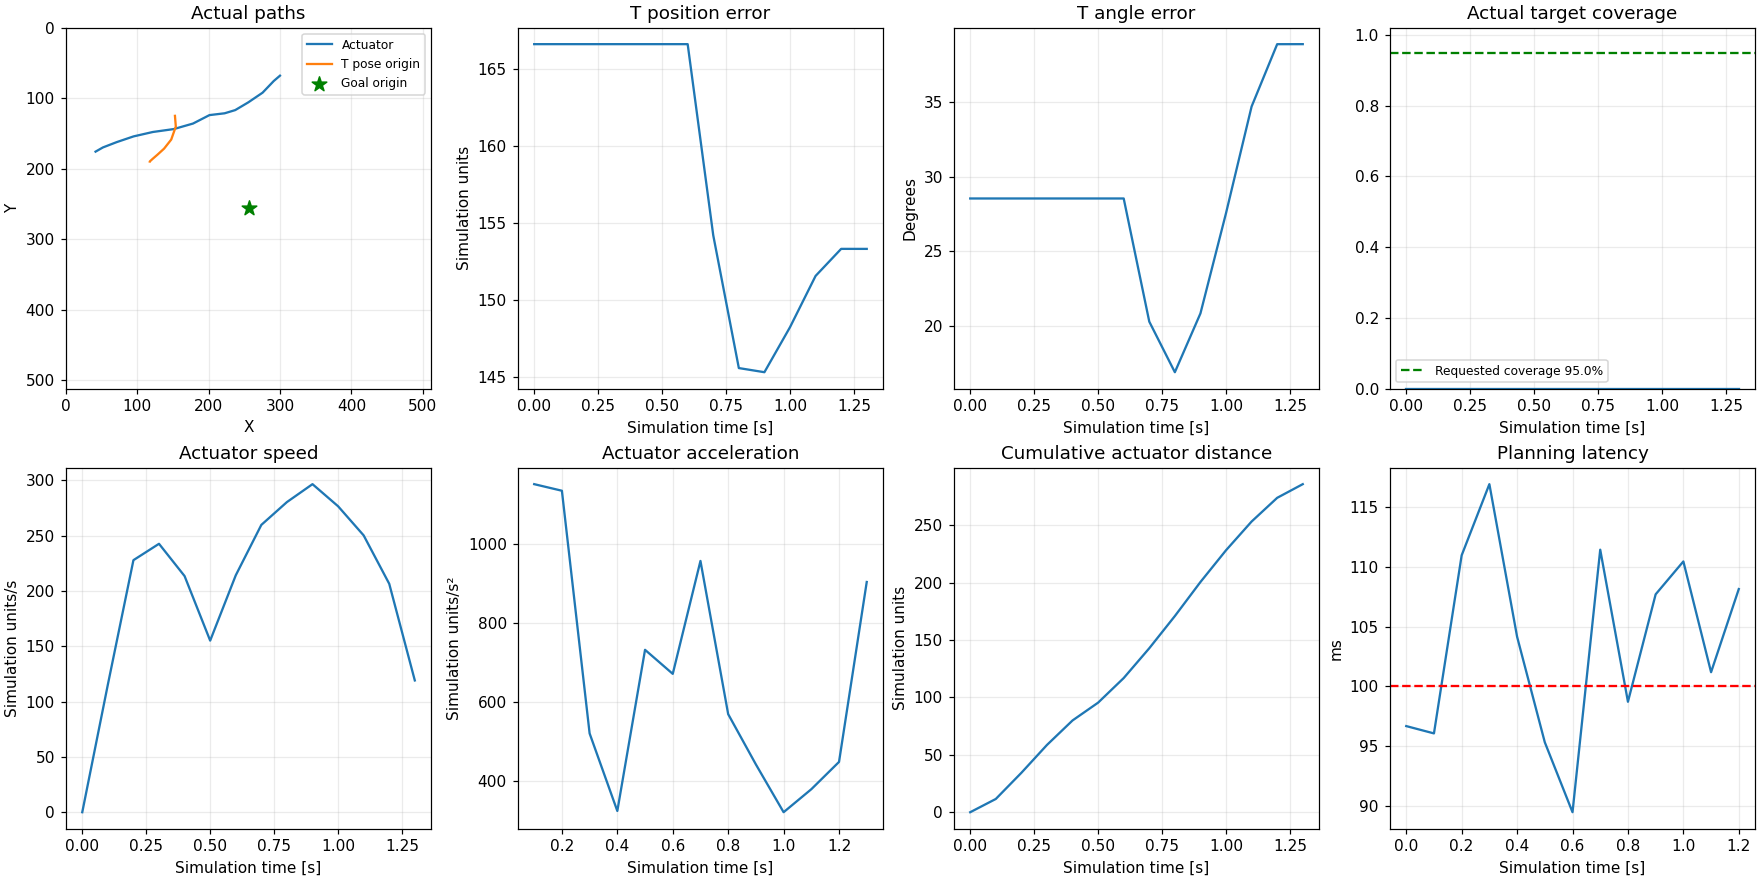 Actual paths
0
100
200
300
400
500
Y
0 100 200 300 400 500
X
Actuator
T pose origin
Goal origin
T position error
165
160
155
150
145
Simulation units
0.00 0.25 0.50 0.75 1.00 1.25
Simulation time [s]
T angle error
35
30
25
20
Degrees
0.00 0.25 0.50 0.75 1.00 1.25
Simulation time [s]
Actual target coverage
1.0
0.8
0.6
0.4
0.2
0.0
Requested coverage 95.0%
0.00 0.25 0.50 0.75 1.00 1.25
Simulation time [s]
Actuator speed
300
250
200
150
100
50
0
Simulation units/s
0.00 0.25 0.50 0.75 1.00 1.25
Simulation time [s]
Actuator acceleration
1000
800
600
400
Simulation units/s²
0.2 0.4 0.6 0.8 1.0 1.2
Simulation time [s]
Cumulative actuator distance
250
200
150
100
50
0
Simulation units
0.00 0.25 0.50 0.75 1.00 1.25
Simulation time [s]
Planning latency
115
110
105
100
95
90
ms
0.0 0.2 0.4 0.6 0.8 1.0 1.2
Simulation time [s]